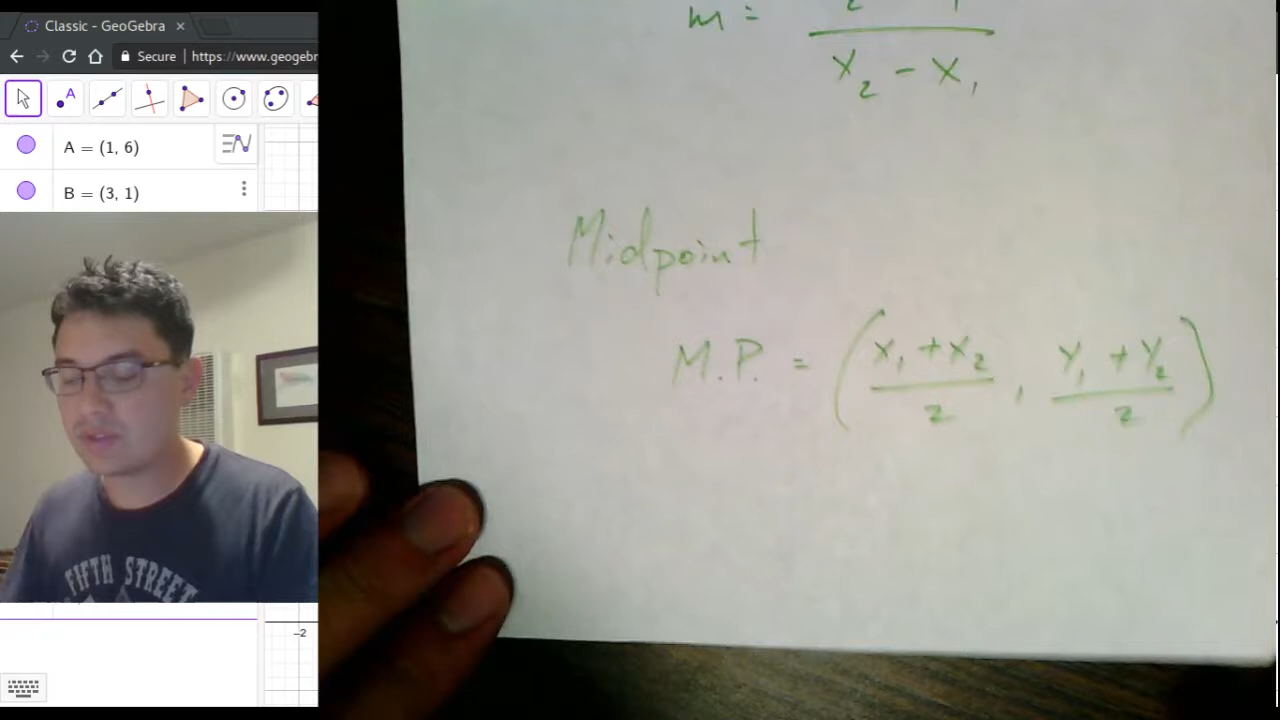 Classic - GeoGebra ×
Secure https://www.geogebr
A
A = (1, 6)
B = (3, 1)
FIFTH STREET
-2
m =
x₂ - x₁
Midpoint
M.P. = ( x₁ + x₂ / 2 , y₁ + y₂ / 2 )